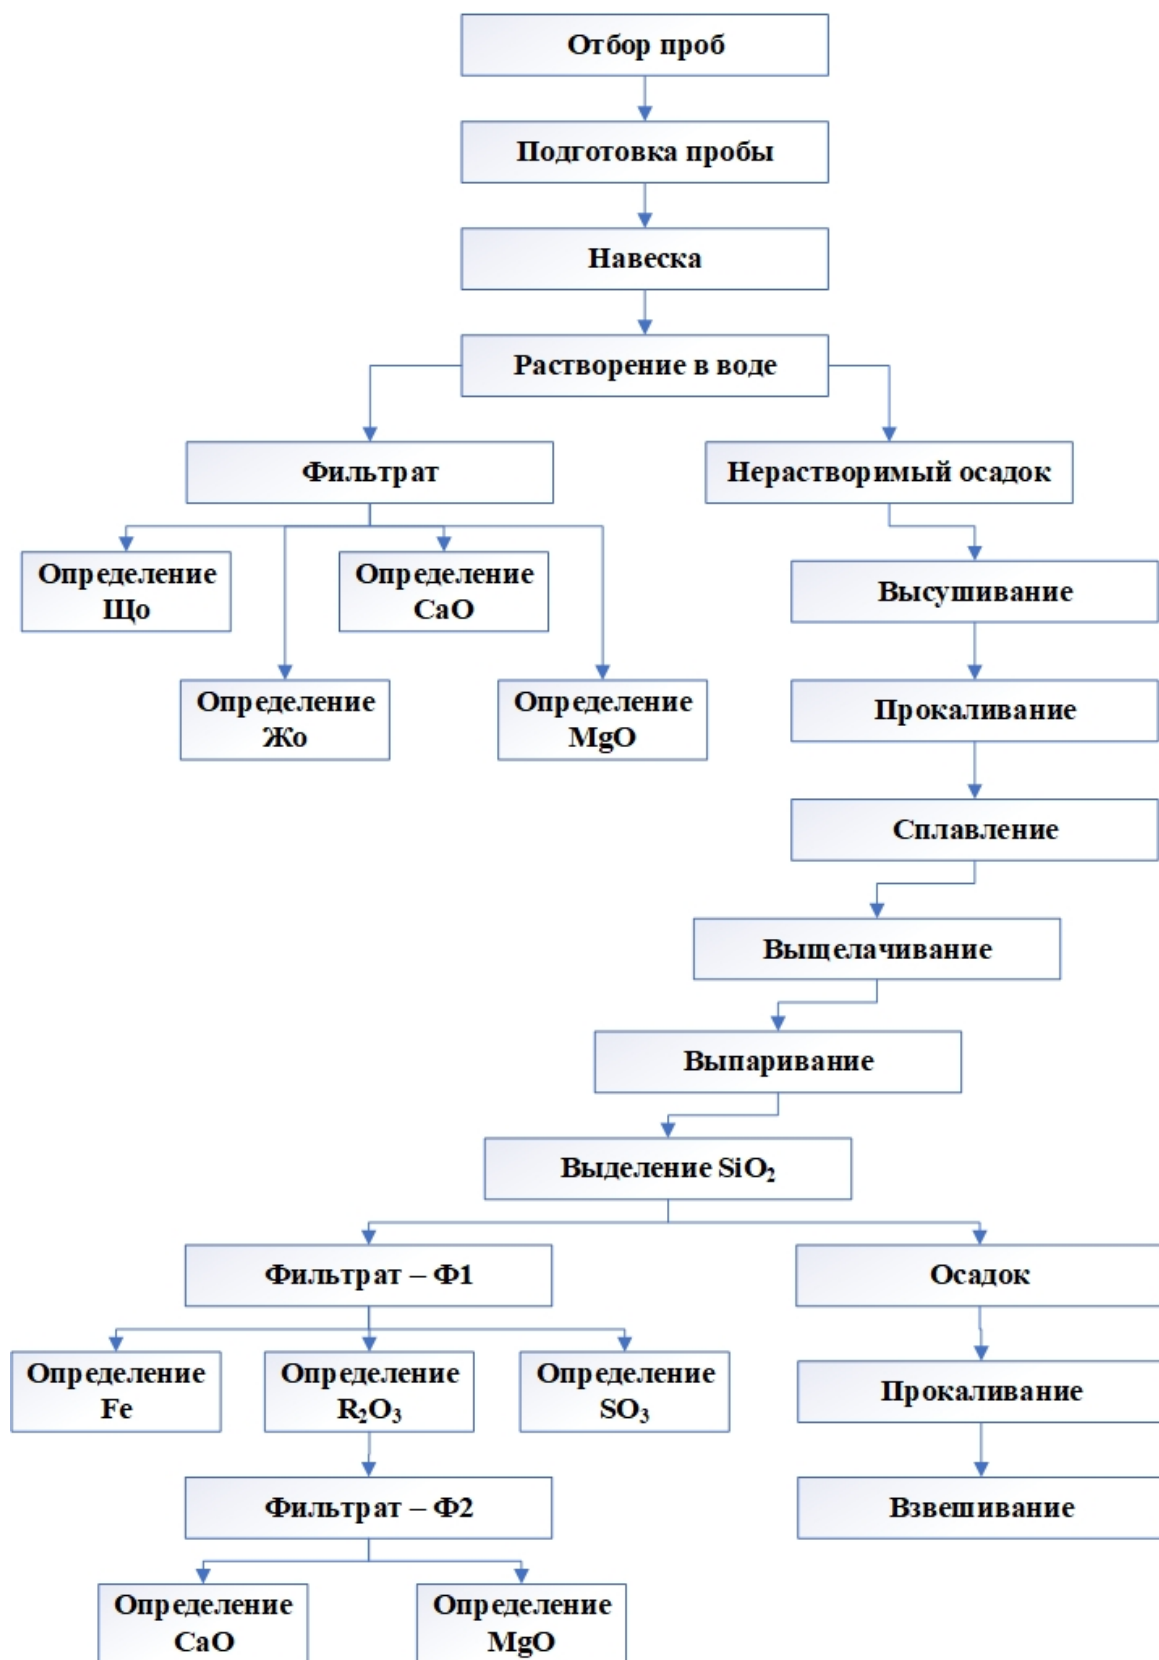 Отбор проб
Подготовка пробы
Навеска
Растворение в воде
Фильтрат
Нерастворимый осадок
Определение
Що
Определение
CaO
Определение
Жо
Определение
MgO
Высушивание
Прокаливание
Сплавление
Выщелачивание
Выпаривание
Выделение SiO₂
Фильтрат – Ф1
Осадок
Определение
Fe
Определение
R₂O₃
Определение
SO₃
Прокаливание
Фильтрат – Ф2
Взвешивание
Определение
CaO
Определение
MgO